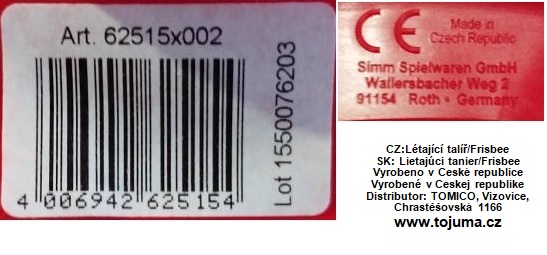 Art. 62515x002
4 006942 625154
Lot 1550076203
CE
Made in
Czech Republic
Simm Spielwaren GmbH
Wallersbacher Weg 2
91154 Roth • Germany
CZ:Létající talíř/Frisbee
SK: Lietajúci tanier/Frisbee
Vyrobeno v České republice
Vyrobené v Ceskej republike
Distributor: TOMICO, Vizovice,
Chrastěšovská 1166
www.tojuma.cz